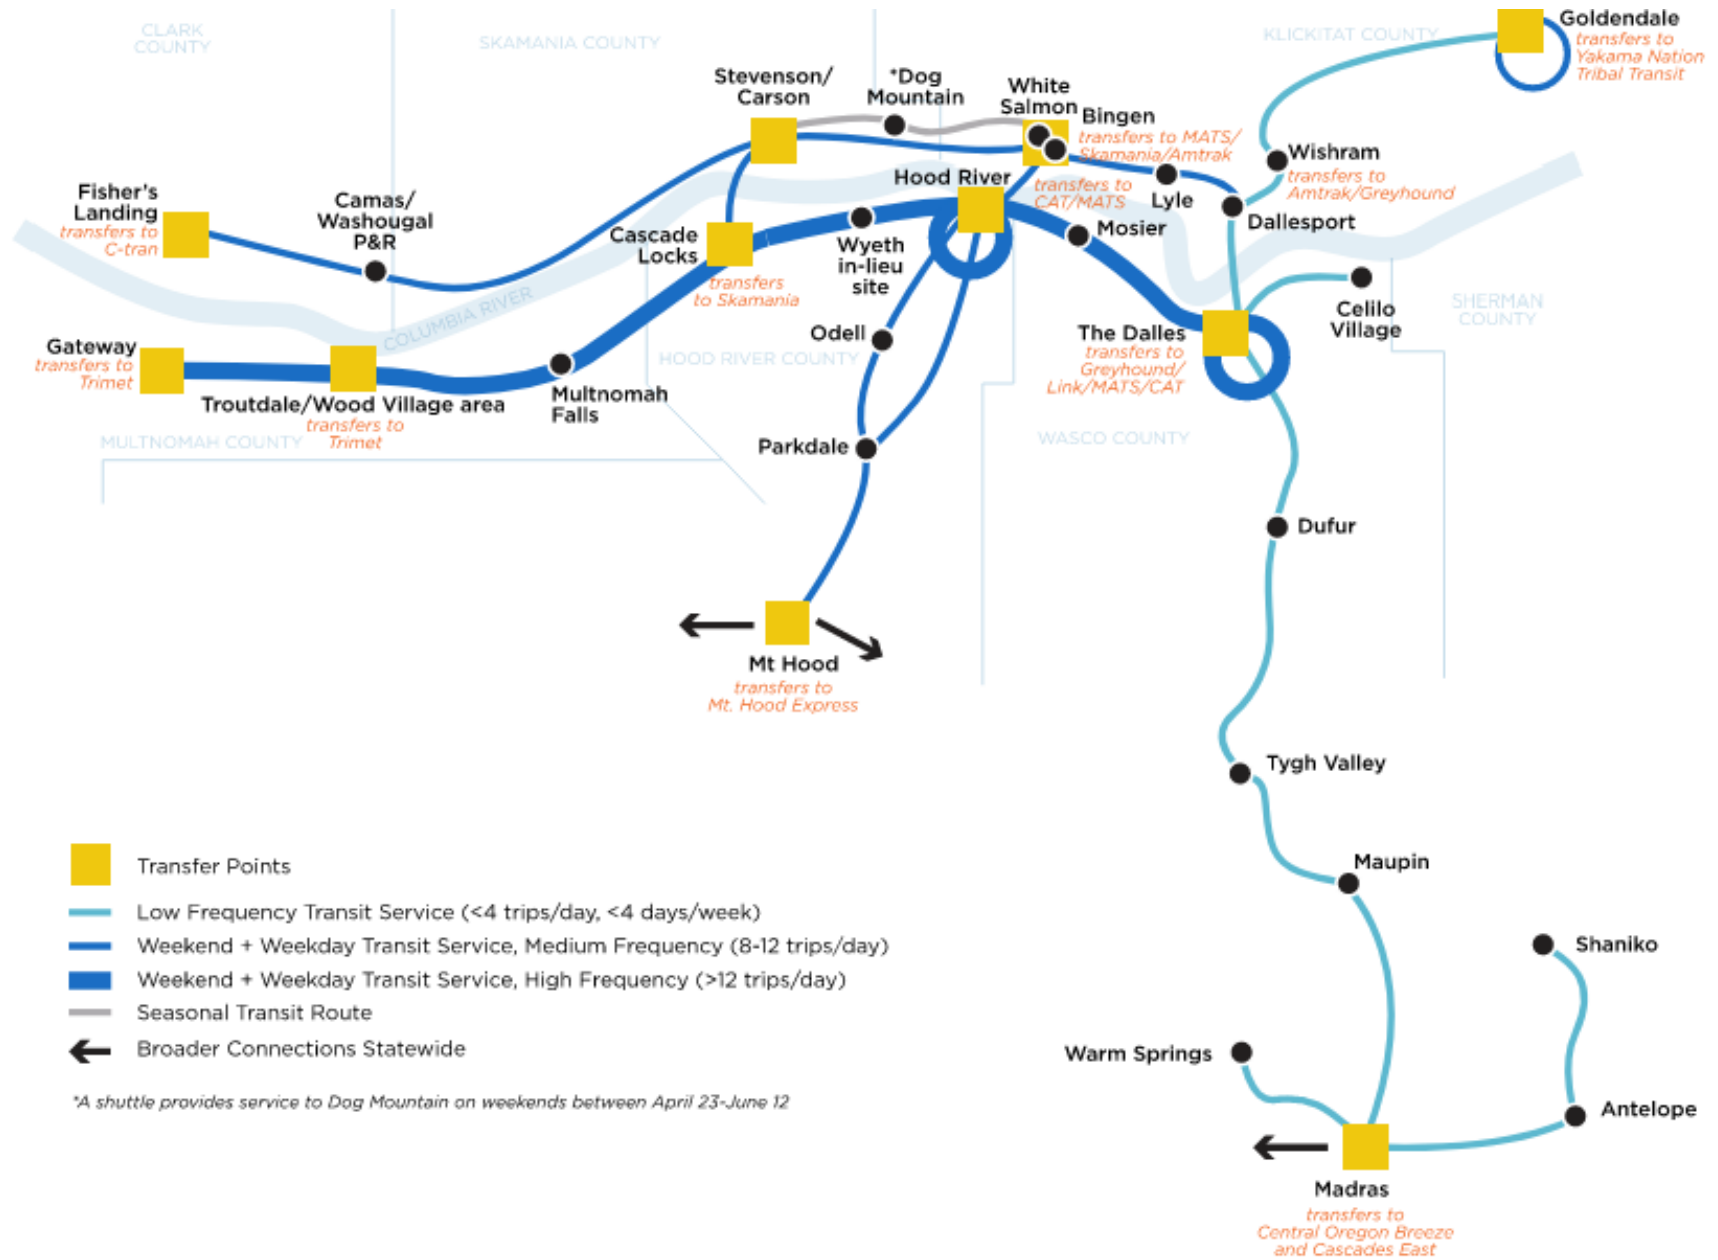 CLARK
COUNTY
SKAMANIA COUNTY
KLICKITAT COUNTY
Goldendale
transfers to
Yakama Nation
Tribal Transit
Stevenson/
Carson
*Dog
Mountain
White
Salmon
Bingen
transfers to MATS/
Skamania/Amtrak
Wishram
transfers to
Amtrak/Greyhound
Fisher's
Landing
transfers to
C-tran
Camas/
Washougal
P&R
Hood River
transfers to
CAT/MATS
Lyle
Dallesport
Cascade
Locks
transfers
to Skamania
Wyeth
in-lieu
site
Mosier
COLUMBIA RIVER
Celilo
Village
SHERMAN
COUNTY
Gateway
transfers to
Trimet
Troutdale/Wood Village area
transfers to
Trimet
Multnomah
Falls
Odell
HOOD RIVER COUNTY
The Dalles
transfers to
Greyhound/
Link/MATS/CAT
MULTNOMAH COUNTY
Parkdale
WASCO COUNTY
Dufur
Mt Hood
transfers to
Mt. Hood Express
Tygh Valley
Maupin
Shaniko
Warm Springs
Antelope
Madras
transfers to
Central Oregon Breeze
and Cascades East
Transfer Points
Low Frequency Transit Service (<4 trips/day, <4 days/week)
Weekend + Weekday Transit Service, Medium Frequency (8-12 trips/day)
Weekend + Weekday Transit Service, High Frequency (>12 trips/day)
Seasonal Transit Route
Broader Connections Statewide
*A shuttle provides service to Dog Mountain on weekends between April 23-June 12